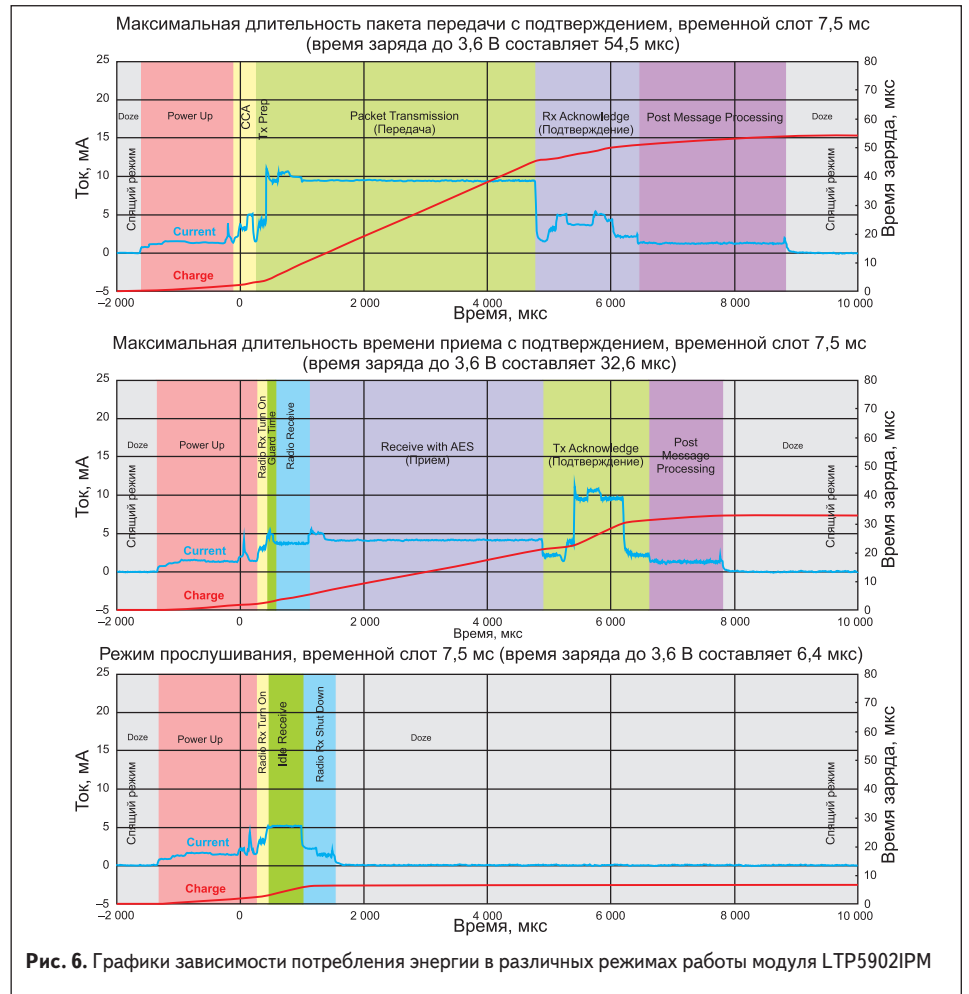 Максимальная длительность пакета передачи с подтверждением, временной слот 7,5 мс
(время заряда до 3,6 В составляет 54,5 мкс)
25
20
15
10
5
0
–5
Ток, мА
80
70
60
50
40
30
20
10
0
Время заряда, мкс
Doze
Power Up
CCA
Tx Prep
Packet Transmission
(Передача)
Rx Acknowledge
(Подтверждение)
Post Message Processing
Doze
Спящий режим
Спящий режим
Current
Charge
–2 000
0
2 000
4 000
6 000
8 000
10 000
Время, мкс
Максимальная длительность времени приема с подтверждением, временной слот 7,5 мс
(время заряда до 3,6 В составляет 32,6 мкс)
25
20
15
10
5
0
–5
Ток, мА
80
70
60
50
40
30
20
10
0
Время заряда, мкс
Doze
Power Up
Radio Rx Turn On
Guard Time
Radio Receive
Receive with AES
(Прием)
Tx Acknowledge
(Подтверждение)
Post
Message
Processing
Doze
Спящий режим
Спящий режим
Current
Charge
–2 000
0
2 000
4 000
6 000
8 000
10 000
Время, мкс
Режим прослушивания, временной слот 7,5 мс (время заряда до 3,6 В составляет 6,4 мкс)
25
20
15
10
5
0
–5
Ток, мА
80
70
60
50
40
30
20
10
0
Время заряда, мкс
Doze
Power Up
Radio Rx Turn On
Idle Receive
Radio Rx Shut Down
Doze
Спящий режим
Спящий режим
Current
Charge
–2 000
0
2 000
4 000
6 000
8 000
10 000
Время, мкс
Рис. 6. Графики зависимости потребления энергии в различных режимах работы модуля LTP5902IPM